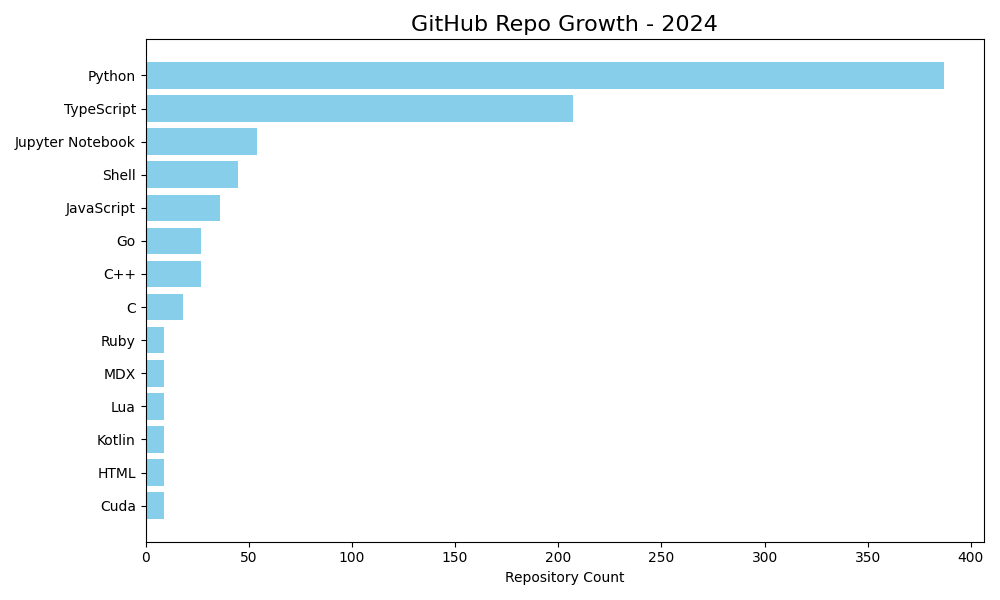 GitHub Repo Growth - 2024
Python
TypeScript
Jupyter Notebook
Shell
JavaScript
Go
C++
C
Ruby
MDX
Lua
Kotlin
HTML
Cuda
0 50 100 150 200 250 300 350 400
Repository Count